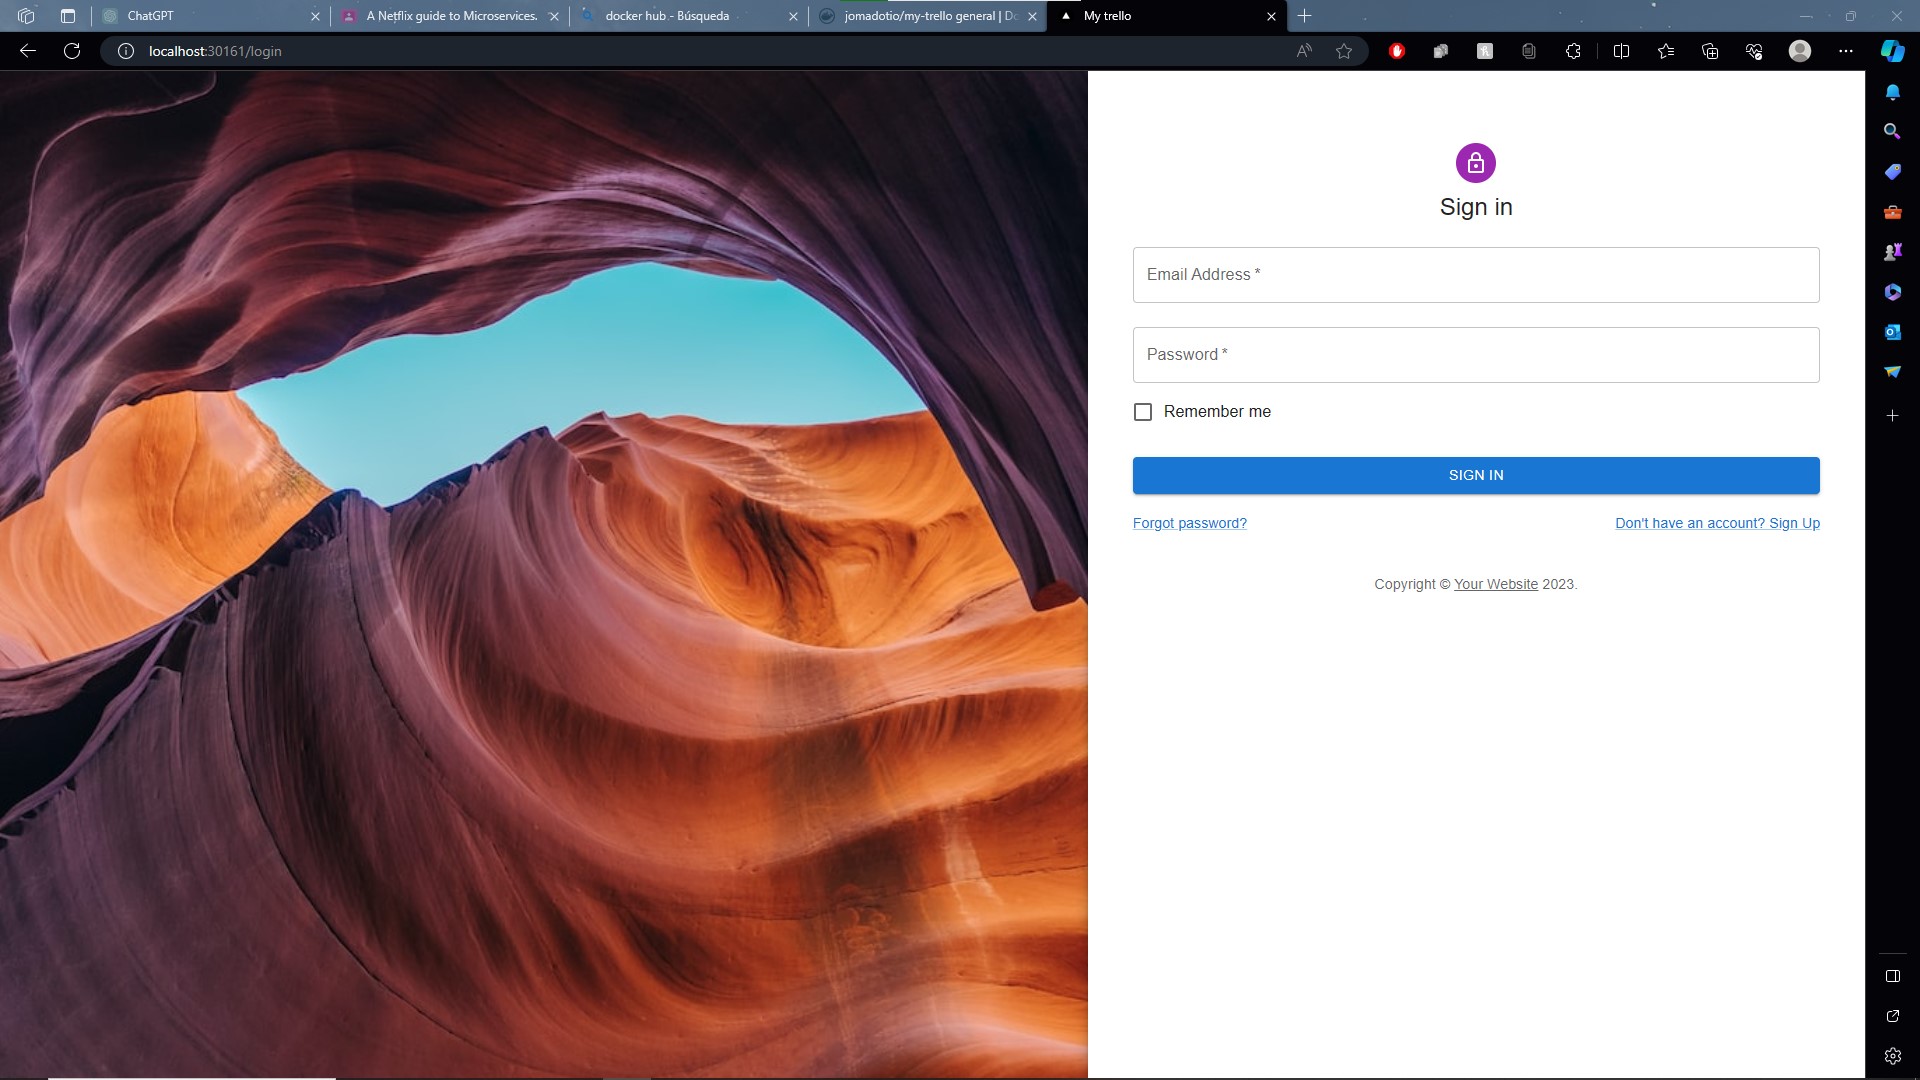 ChatGPT
A Netflix guide to Microservices.
docker hub - Búsqueda
jomadotio/my-trello general | Do
My trello
localhost:30161/login
Sign in
Email Address *
Password *
Remember me
SIGN IN
Forgot password?
Don't have an account? Sign Up
Copyright © Your Website 2023.